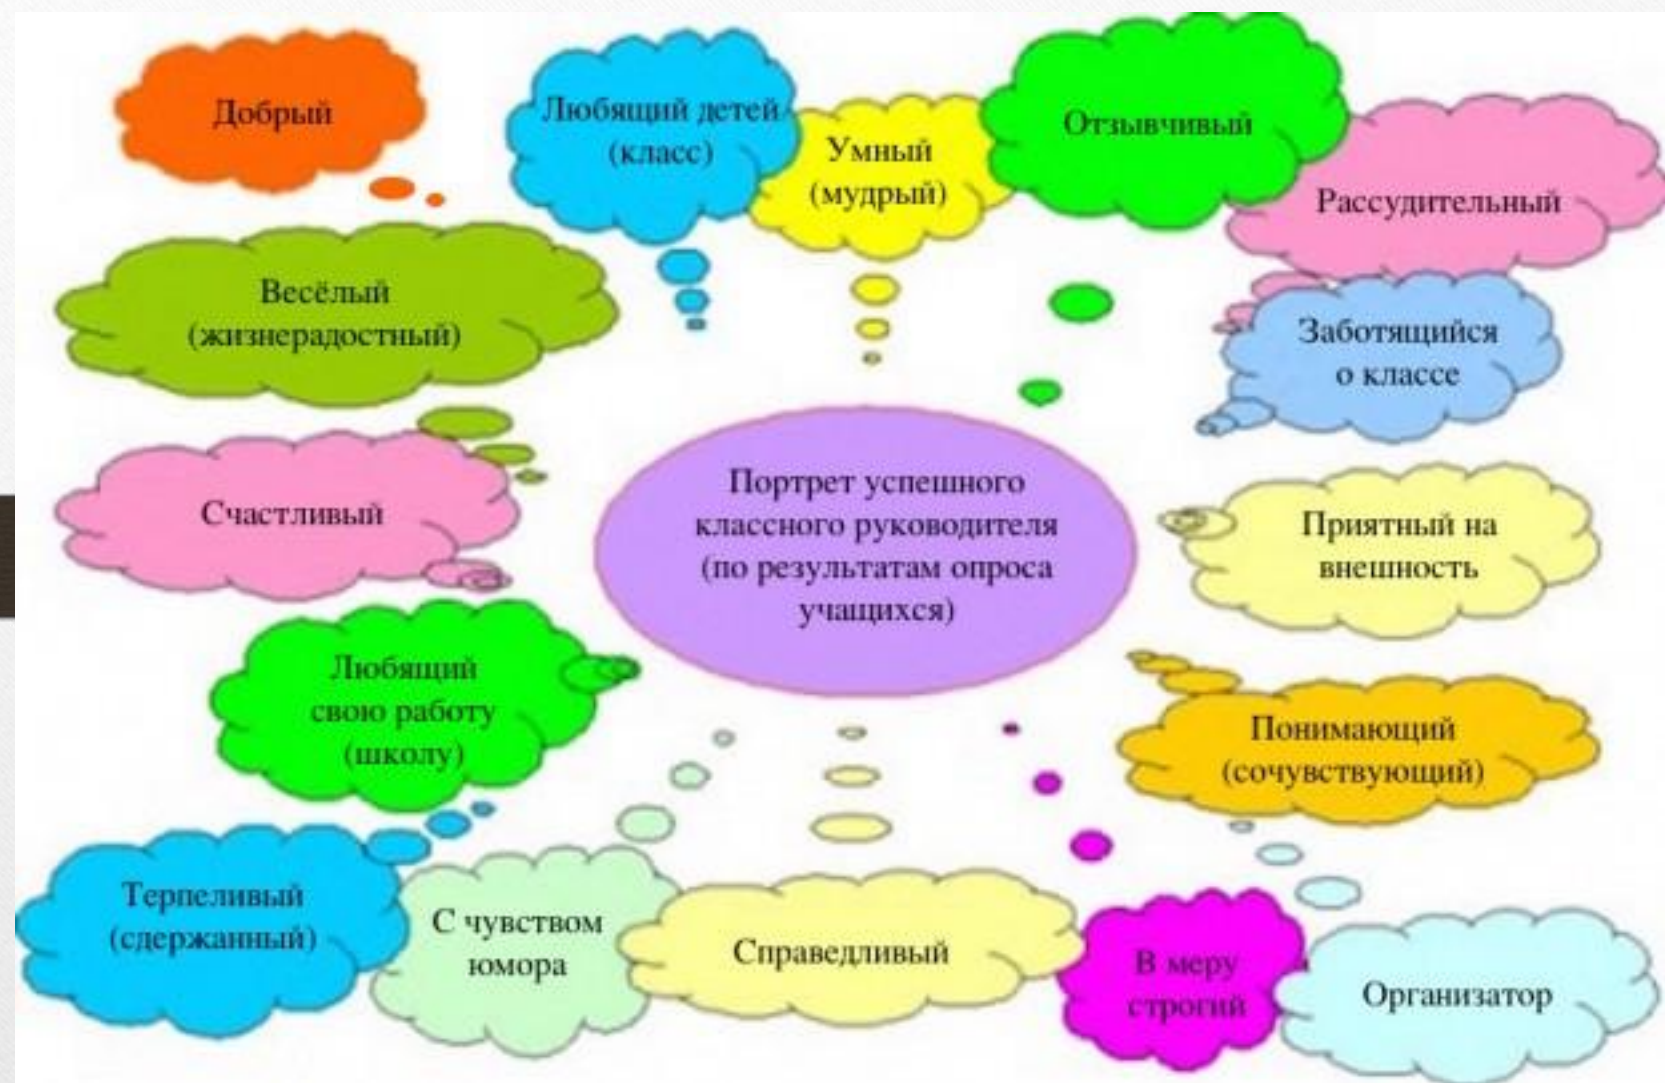 Добрый
Любящий детей
(класс)
Умный
(мудрый)
Отзывчивый
Рассудительный
Весёлый
(жизнерадостный)
Заботящийся
о классе
Счастливый
Портрет успешного
классного руководителя
(по результатам опроса
учащихся)
Приятный на
внешность
Любящий
свою работу
(школу)
Понимающий
(сочувствующий)
Терпеливый
(сдержанный)
С чувством
юмора
Справедливый
В меру
строгий
Организатор